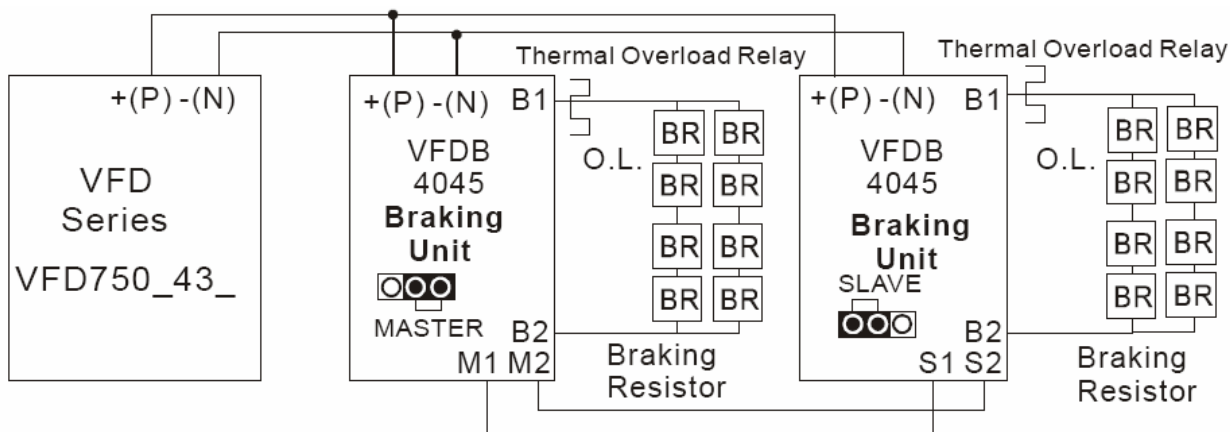 +(P) -(N)
VFD
Series
VFD750_43_
+(P) -(N)
B1
VFDB
4045
Braking
Unit
MASTER
B2
M1 M2
Thermal Overload Relay
O.L.
BR BR
BR BR
BR BR
BR BR
Braking
Resistor
+(P) -(N)
B1
VFDB
4045
Braking
Unit
SLAVE
B2
S1 S2
Thermal Overload Relay
O.L.
BR BR
BR BR
BR BR
BR BR
Braking
Resistor